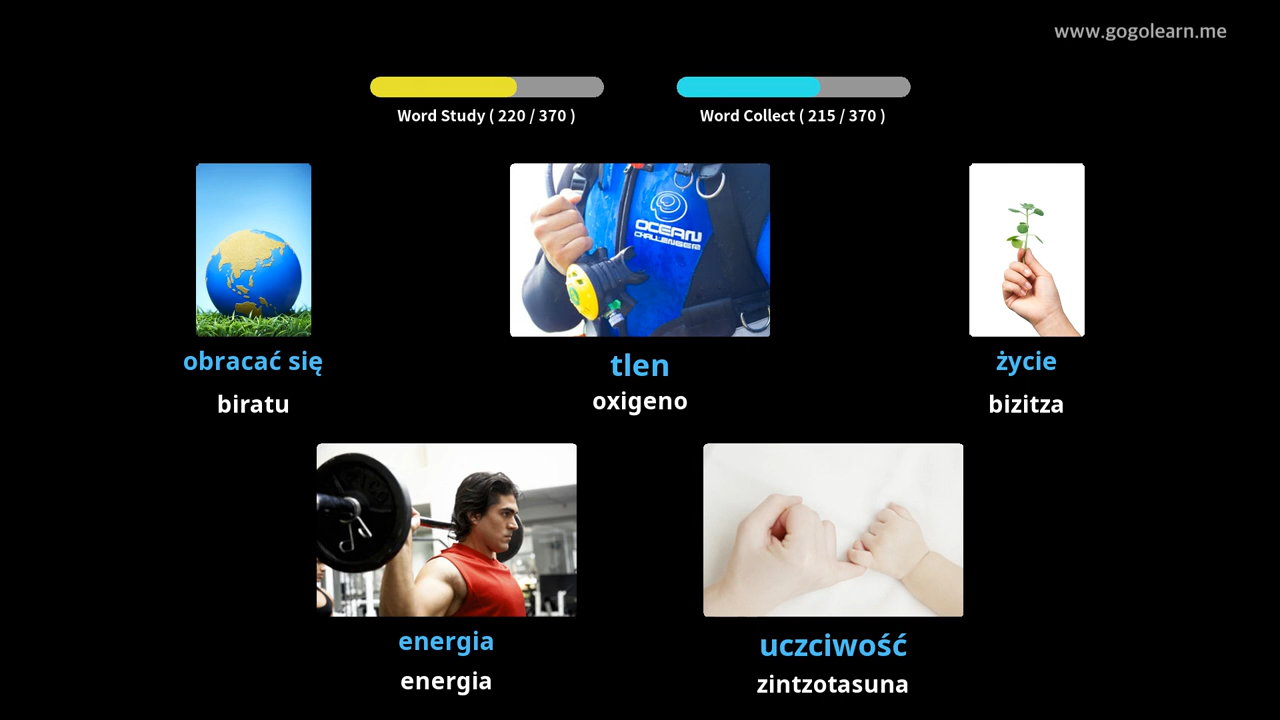 www.gogolearn.me
Word Study ( 220 / 370 )
Word Collect ( 215 / 370 )
OCEAN
CHALLENGER
obracać się
tlen
życie
biratu
oxigeno
bizitza
energia
uczciwość
energia
zintzotasuna